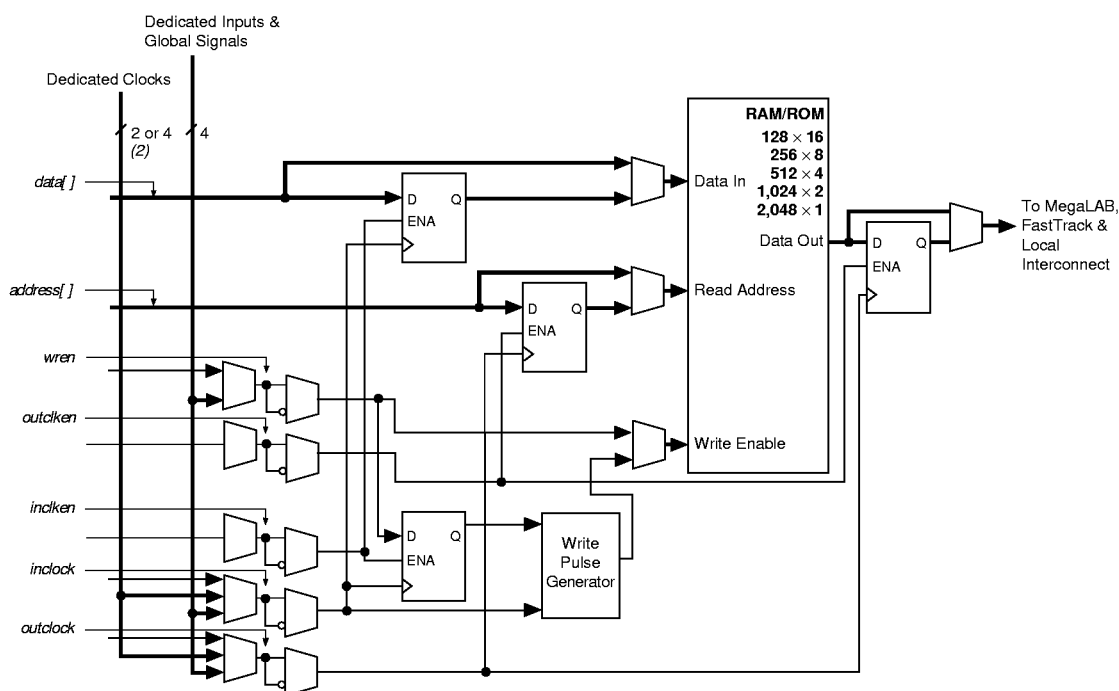 Dedicated Inputs &
Global Signals
Dedicated Clocks
2 or 4
(2)
4
RAM/ROM
128 × 16
256 × 8
512 × 4
1,024 × 2
2,048 × 1
data[ ]
D
Q
ENA
Data In
Data Out
D
Q
ENA
To MegaLAB,
FastTrack &
Local
Interconnect
address[ ]
D
Q
ENA
Read Address
wren
outclken
Write Enable
inclken
D
Q
ENA
Write
Pulse
Generator
inclock
outclock